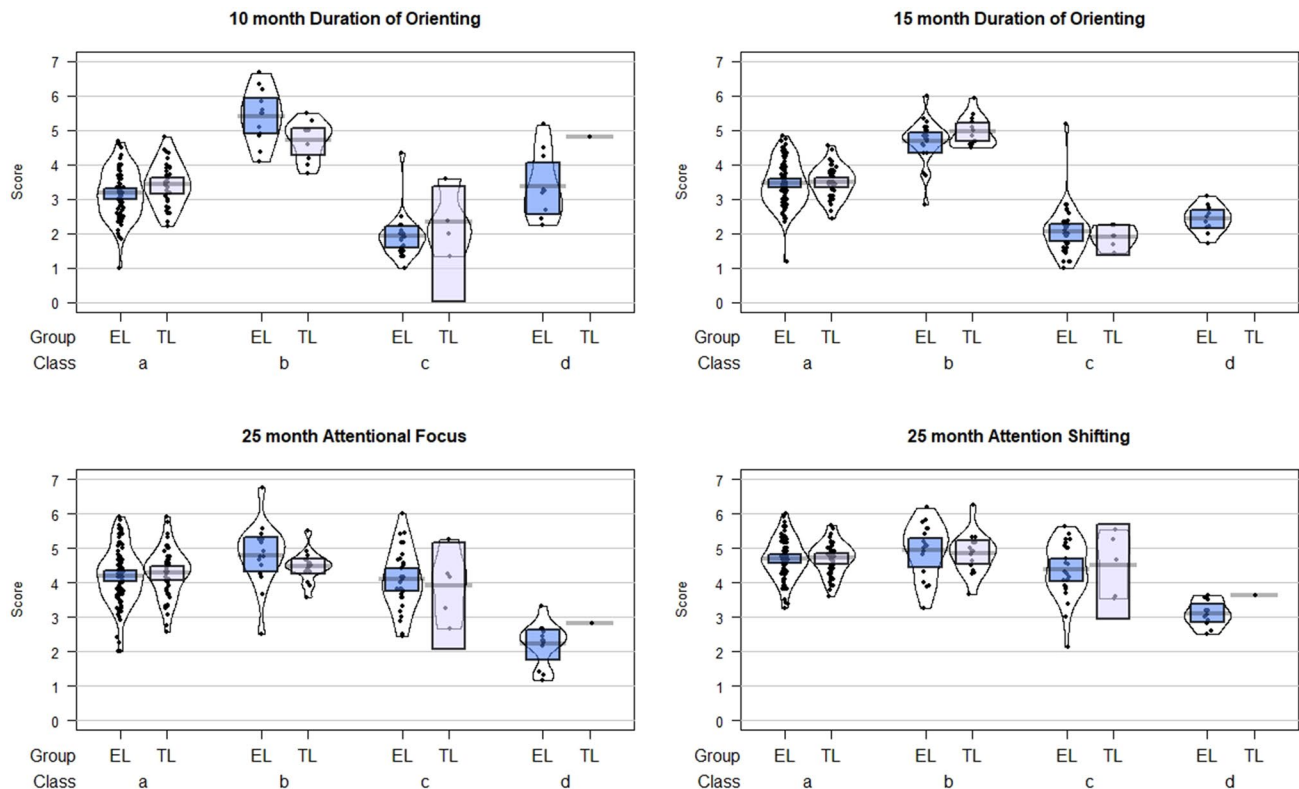 10 month Duration of Orienting
7
6
5
4
3
2
1
0
Score
Group EL TL EL TL EL TL EL TL
Class a b c d
15 month Duration of Orienting
7
6
5
4
3
2
1
0
Score
Group EL TL EL TL EL TL EL TL
Class a b c d
25 month Attentional Focus
7
6
5
4
3
2
1
0
Score
Group EL TL EL TL EL TL EL TL
Class a b c d
25 month Attention Shifting
7
6
5
4
3
2
1
0
Score
Group EL TL EL TL EL TL EL TL
Class a b c d